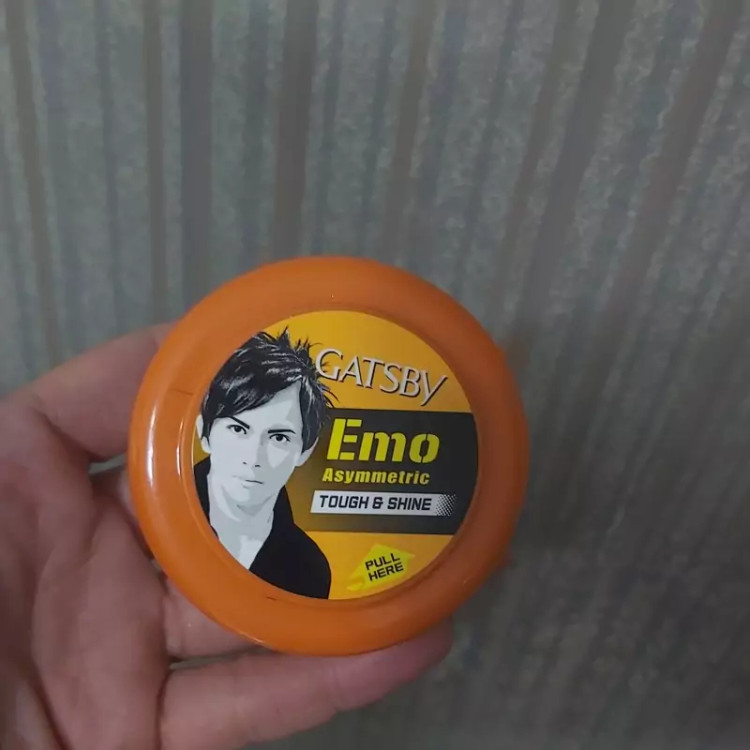 GATSBY
Emo
Asymmetric
TOUGH & SHINE
PULL
HERE